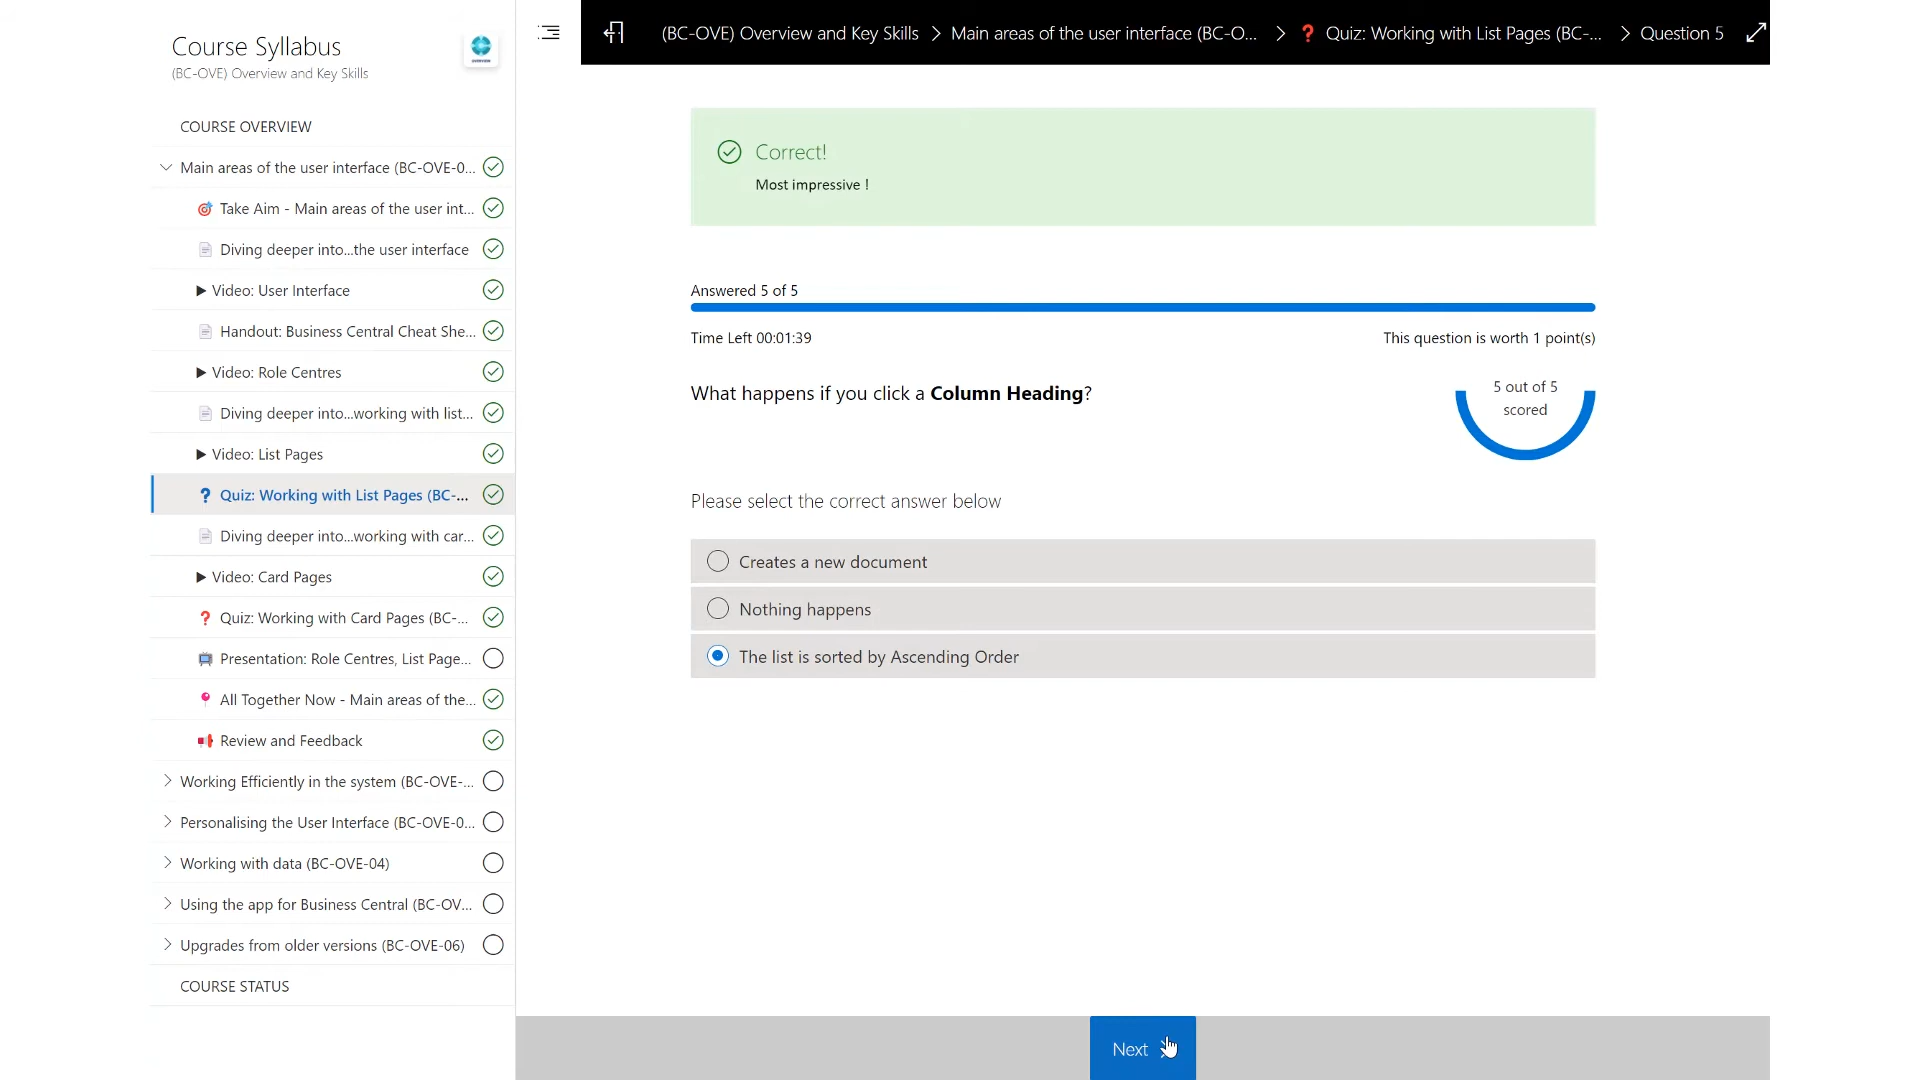 Course Syllabus
(BC-OVE) Overview and Key Skills
COURSE OVERVIEW
Main areas of the user interface (BC-OVE-0...
Take Aim - Main areas of the user int...
Diving deeper into...the user interface
Video: User Interface
Handout: Business Central Cheat She...
Video: Role Centres
Diving deeper into...working with list...
Video: List Pages
Quiz: Working with List Pages (BC-...
Diving deeper into...working with car...
Video: Card Pages
Quiz: Working with Card Pages (BC-...
Presentation: Role Centres, List Page...
All Together Now - Main areas of the...
Review and Feedback
Working Efficiently in the system (BC-OVE-...
Personalising the User Interface (BC-OVE-0...
Working with data (BC-OVE-04)
Using the app for Business Central (BC-OV...
Upgrades from older versions (BC-OVE-06)
COURSE STATUS
(BC-OVE) Overview and Key Skills > Main areas of the user interface (BC-O... > Quiz: Working with List Pages (BC-... > Question 5
Correct!
Most impressive !
Answered 5 of 5
Time Left 00:01:39
This question is worth 1 point(s)
What happens if you click a Column Heading?
5 out of 5
scored
Please select the correct answer below
Creates a new document
Nothing happens
The list is sorted by Ascending Order
Next